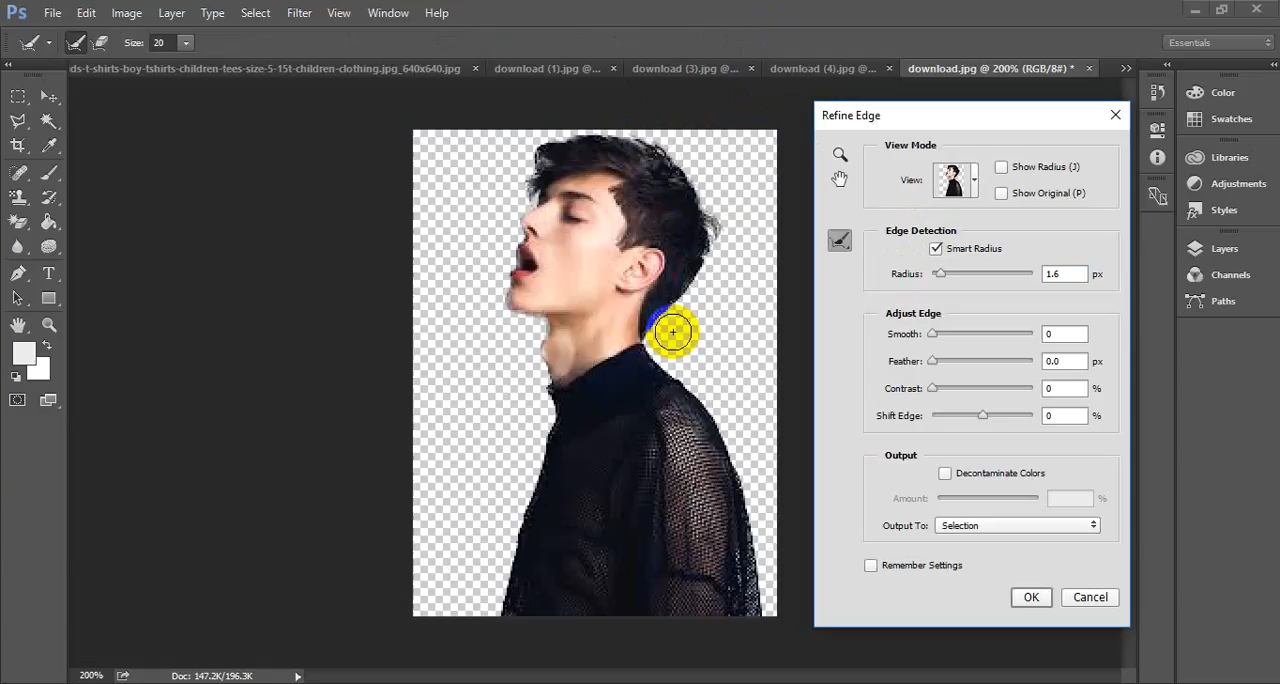 Ps File Edit Image Layer Type Select Filter View Window Help
Size: 20 Essentials
ds-t-shirts-boy-tshirts-children-tees-size-5-15t-children-clothing.jpg_640x640.jpg × download (1).jpg @... × download (3).jpg @... × download (4).jpg @... × download.jpg @ 200% (RGB/8#) * ×
Refine Edge
View Mode
View:
Show Radius (J)
Show Original (P)
Edge Detection
Smart Radius
Radius: 1.6 px
Adjust Edge
Smooth: 0
Feather: 0.0 px
Contrast: 0 %
Shift Edge: 0 %
Output
Decontaminate Colors
Amount: %
Output To: Selection
Remember Settings
OK Cancel
Color
Swatches
Libraries
Adjustments
Styles
Layers
Channels
Paths
200% Doc: 147.2K/196.3K